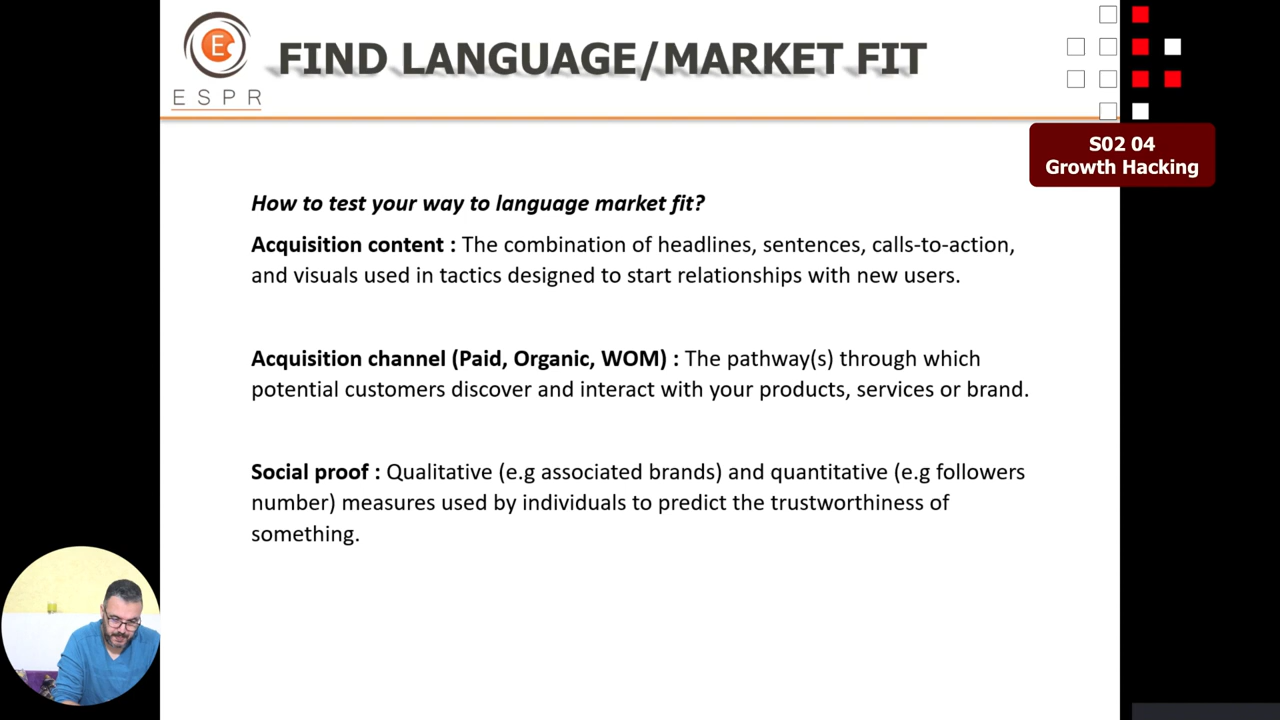 E
ESPR
FIND LANGUAGE/MARKET FIT
S02 04
Growth Hacking
How to test your way to language market fit?
Acquisition content : The combination of headlines, sentences, calls-to-action,
and visuals used in tactics designed to start relationships with new users.
Acquisition channel (Paid, Organic, WOM) : The pathway(s) through which
potential customers discover and interact with your products, services or brand.
Social proof : Qualitative (e.g associated brands) and quantitative (e.g followers
number) measures used by individuals to predict the trustworthiness of
something.